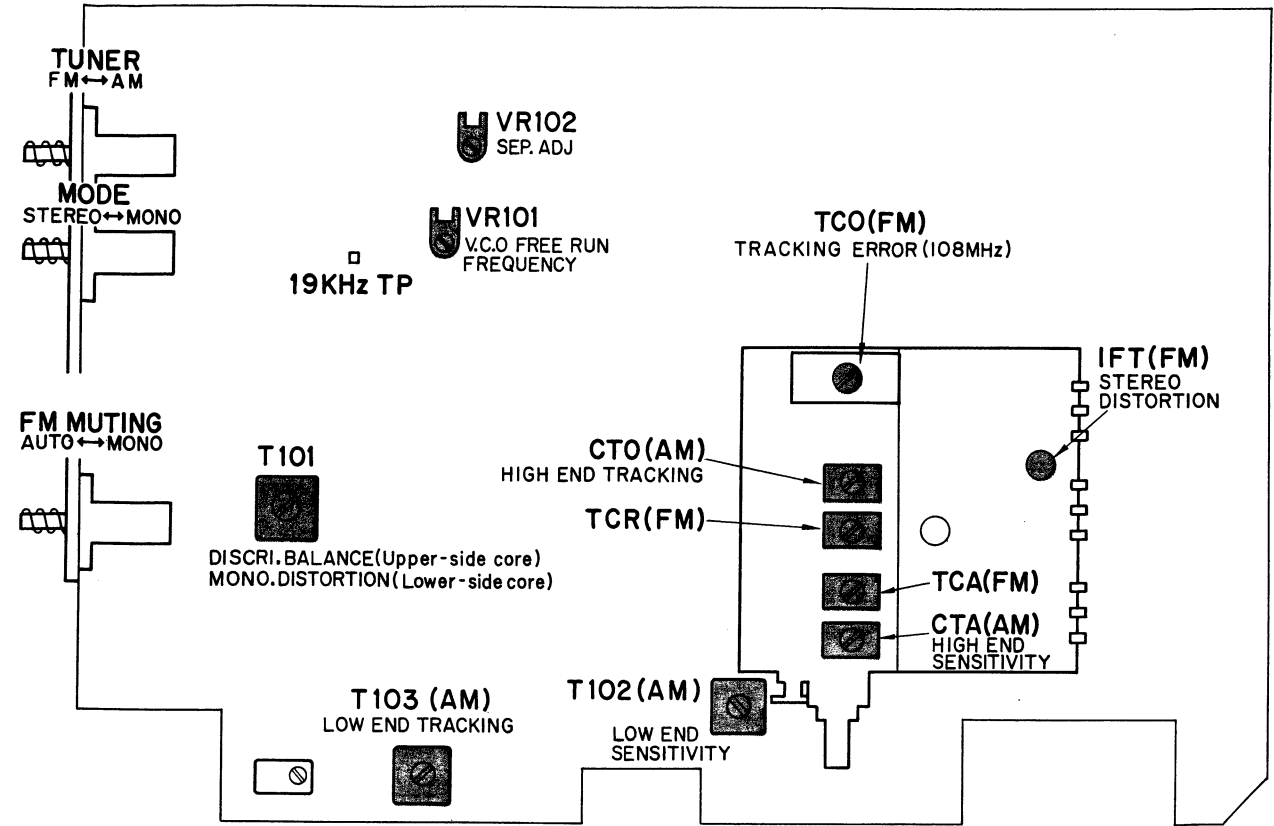 TUNER
FM↔AM
VR102
SEP. ADJ
MODE
STEREO↔MONO
VR101
V.C.O FREE RUN
FREQUENCY
19KHz TP
TCO(FM)
TRACKING ERROR(108MHz)
IFT(FM)
STEREO
DISTORTION
FM MUTING
AUTO↔MONO
T101
DISCRI.BALANCE(Upper-side core)
MONO.DISTORTION(Lower-side core)
CTO(AM)
HIGH END TRACKING
TCR(FM)
TCA(FM)
CTA(AM)
HIGH END
SENSITIVITY
T103 (AM)
LOW END TRACKING
T102(AM)
LOW END
SENSITIVITY